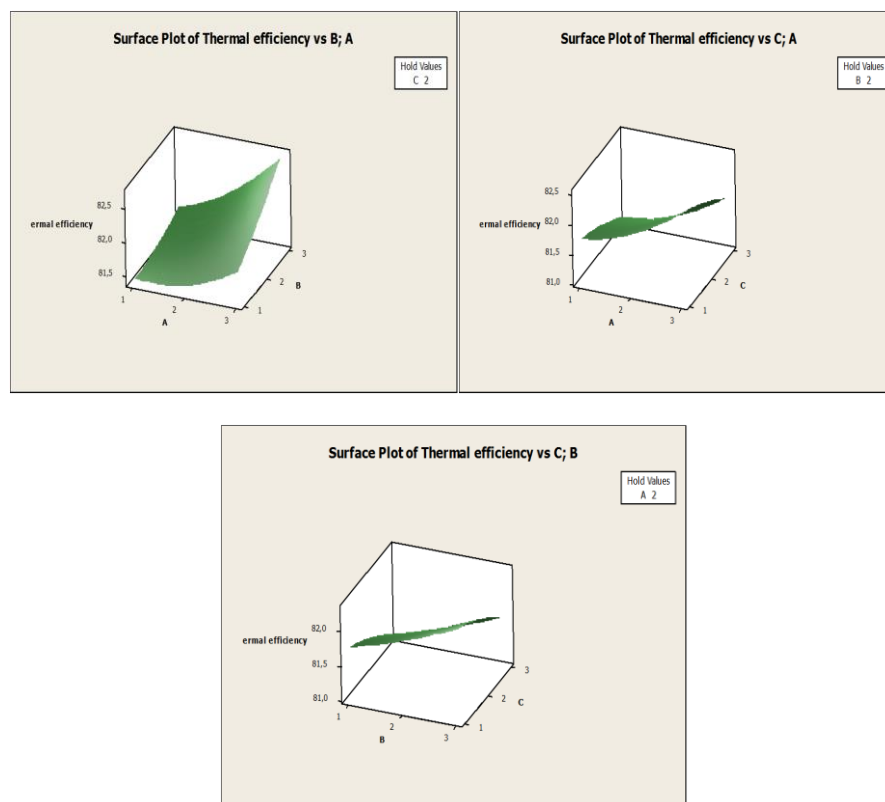 Surface Plot of Thermal efficiency vs B; A
Hold Values
C 2
82,5
82,0
81,5
ermal efficiency
1
2
3
A
1
2
3
B
Surface Plot of Thermal efficiency vs C; A
Hold Values
B 2
82,5
82,0
81,5
81,0
ermal efficiency
1
2
3
A
1
2
3
C
Surface Plot of Thermal efficiency vs C; B
Hold Values
A 2
82,0
81,5
81,0
ermal efficiency
1
2
3
B
1
2
3
C